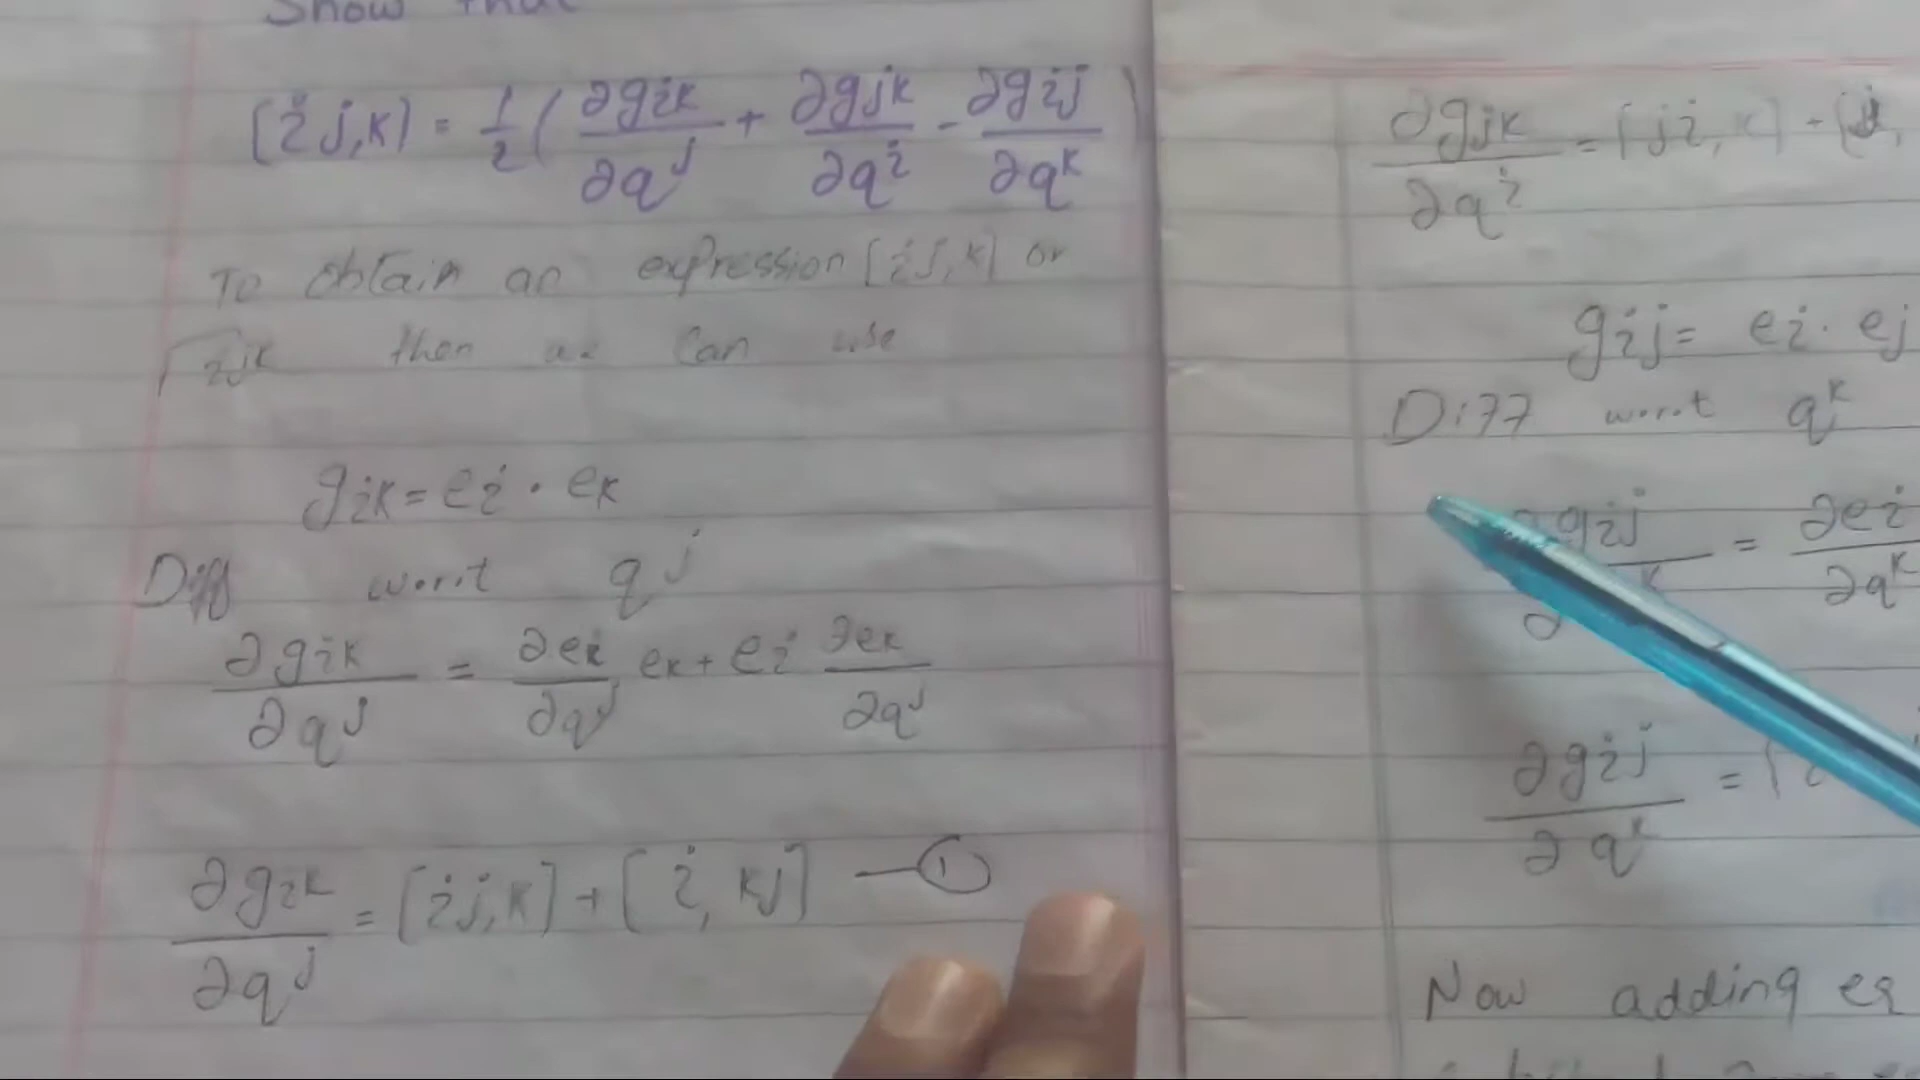 Show that
[ij,k] = 1/2 ( ∂gik/∂q^j + ∂gjk/∂q^i - ∂gij/∂q^k )
To obtain an expression [ij,k] or
Γijk then we can use
gik = ei · ek
Diff w.r.t q^j
∂gik/∂q^j = ∂ei/∂q^j ek + ei ∂ek/∂q^j
∂gik/∂q^j = [ij,k] + [i, kj] — ①
∂gjk/∂q^i = [ji, k]
gij = ei · ej
Diff w.r.t q^k
∂gij = ∂ei/∂q^k
∂gij/∂q^k = [
Now adding